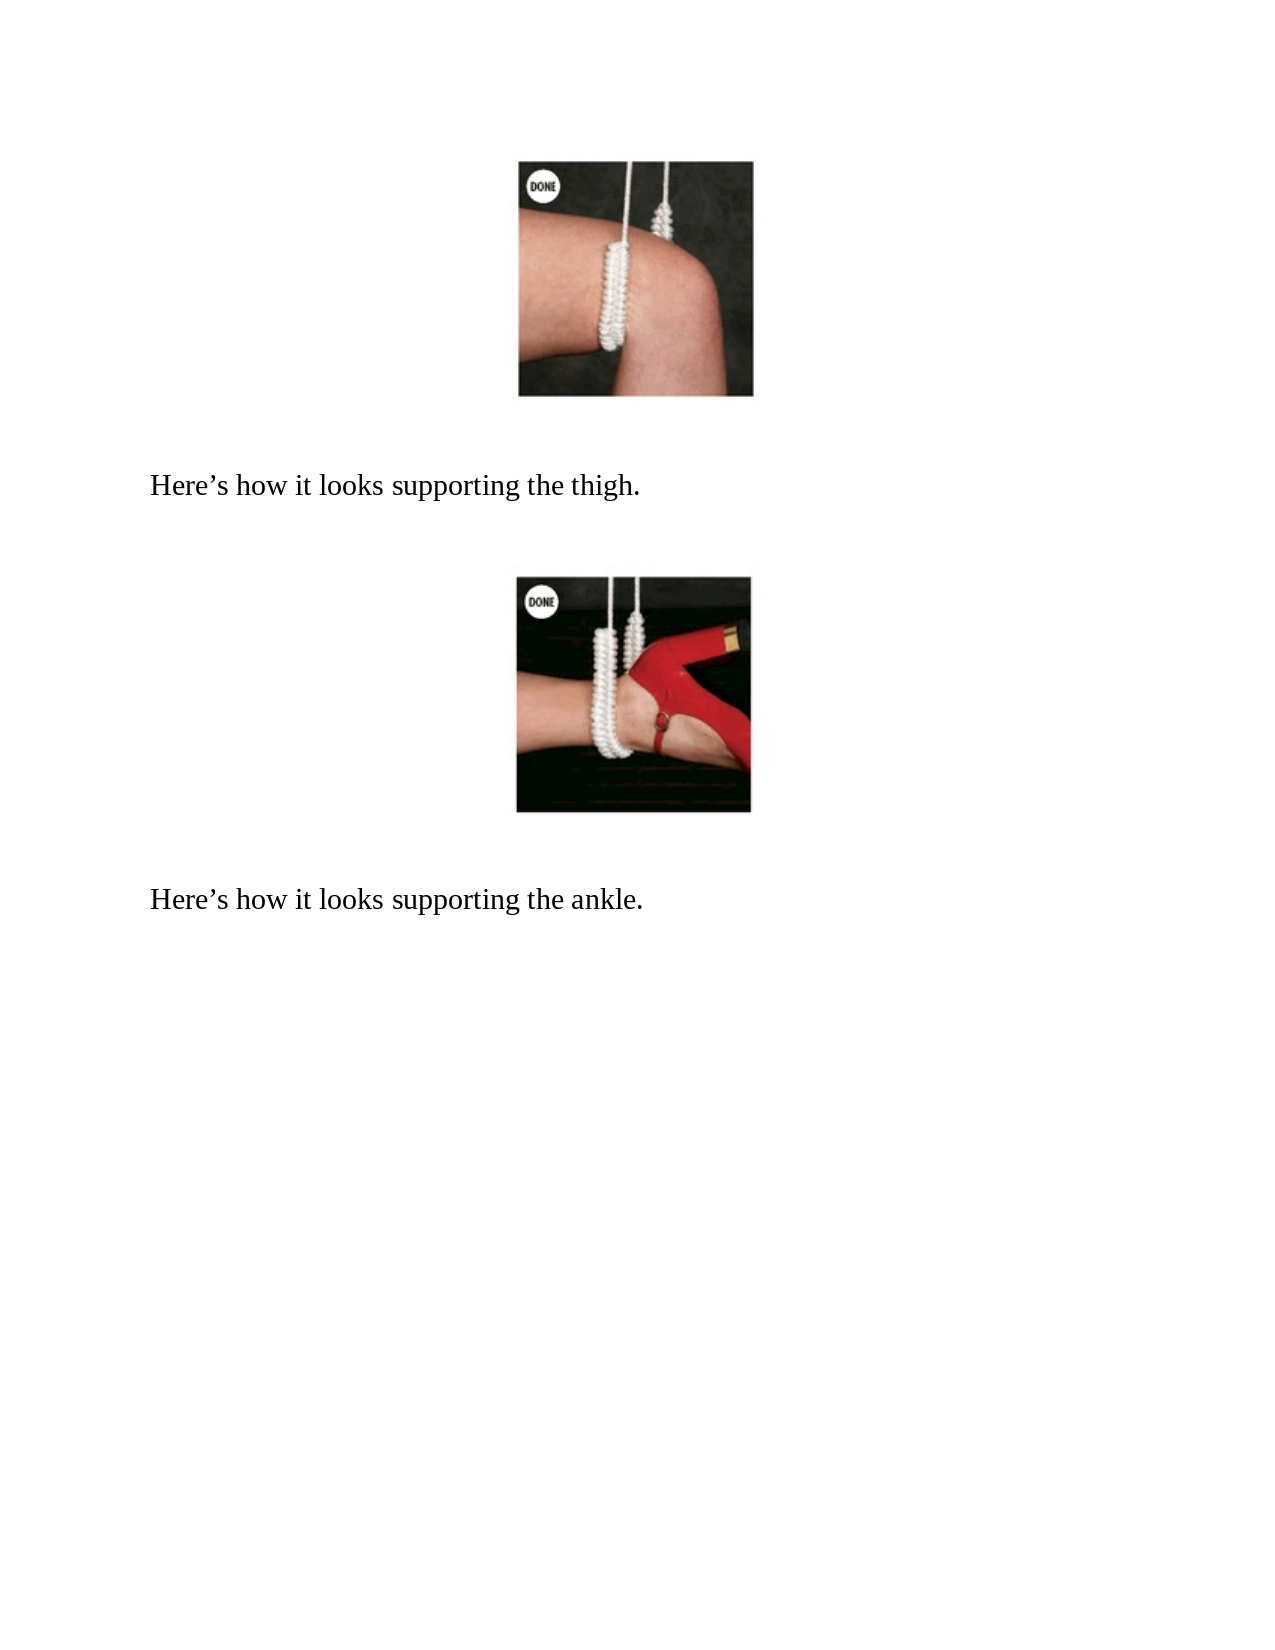 DONE
Here’s how it looks supporting the thigh.
DONE
Here’s how it looks supporting the ankle.